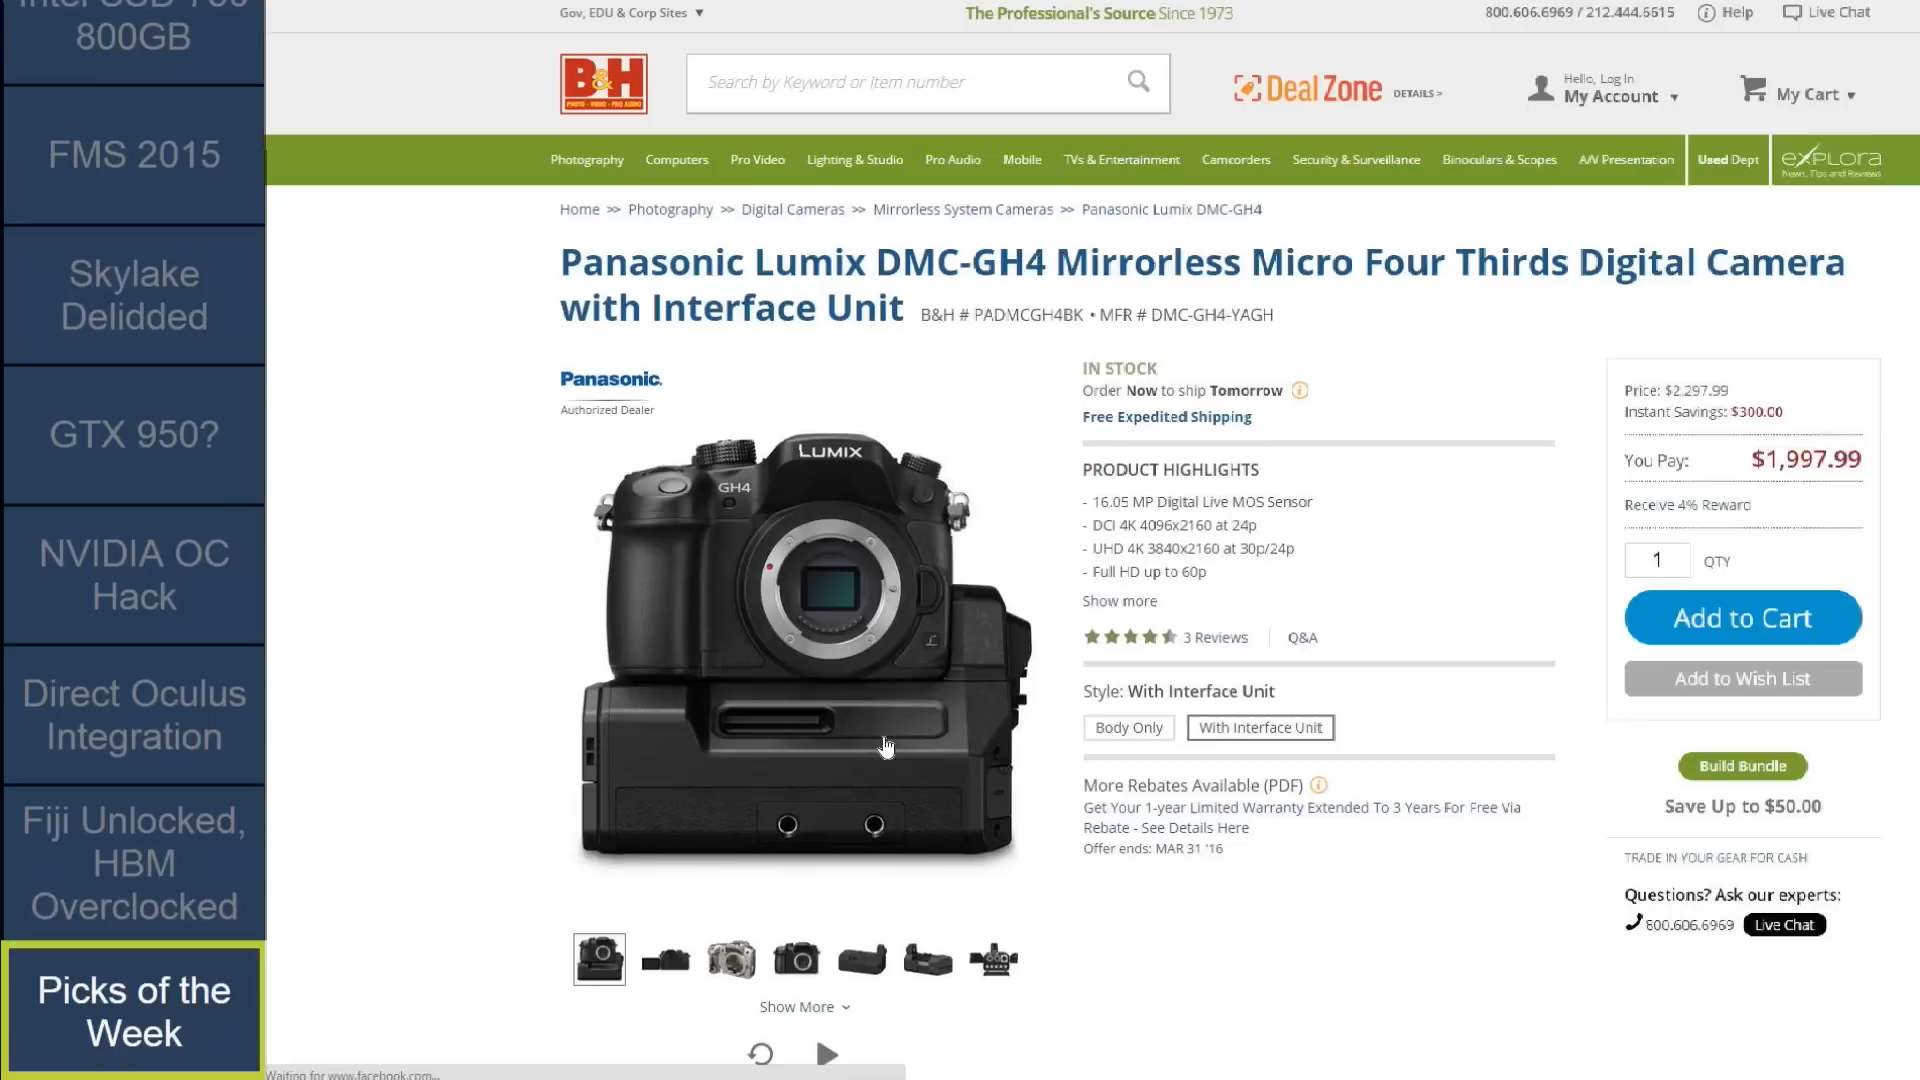 800GB
FMS 2015
Skylake
Delidded
GTX 950?
NVIDIA OC
Hack
Direct Oculus
Integration
Fiji Unlocked,
HBM
Overclocked
Picks of the
Week
Gov, EDU & Corp Sites
The Professional's Source Since 1973
800.606.6969 / 212.444.6615
Help
Live Chat
B&H
PHOTO - VIDEO - PRO AUDIO
Search by Keyword or Item number
Deal Zone DETAILS >
Hello, Log In
My Account
My Cart
Photography Computers Pro Video Lighting & Studio Pro Audio Mobile TVs & Entertainment Camcorders Security & Surveillance Binoculars & Scopes A/V Presentation Used Dept explora
News, Tips and Reviews
Home >> Photography >> Digital Cameras >> Mirrorless System Cameras >> Panasonic Lumix DMC-GH4
Panasonic Lumix DMC-GH4 Mirrorless Micro Four Thirds Digital Camera
with Interface Unit B&H # PADMCGH4BK • MFR # DMC-GH4-YAGH
Panasonic.
Authorized Dealer
LUMIX
GH4
Show More
IN STOCK
Order Now to ship Tomorrow
Free Expedited Shipping
PRODUCT HIGHLIGHTS
- 16.05 MP Digital Live MOS Sensor
- DCI 4K 4096x2160 at 24p
- UHD 4K 3840x2160 at 30p/24p
- Full HD up to 60p
Show more
3 Reviews Q&A
Style: With Interface Unit
Body Only With Interface Unit
More Rebates Available (PDF)
Get Your 1-year Limited Warranty Extended To 3 Years For Free Via
Rebate - See Details Here
Offer ends: MAR 31 '16
Price: $2,297.99
Instant Savings: $300.00
You Pay: $1,997.99
Receive 4% Reward
1 QTY
Add to Cart
Add to Wish List
Build Bundle
Save Up to $50.00
TRADE IN YOUR GEAR FOR CASH!
Questions? Ask our experts:
800.606.6969 Live Chat
Waiting for www.facebook.com...